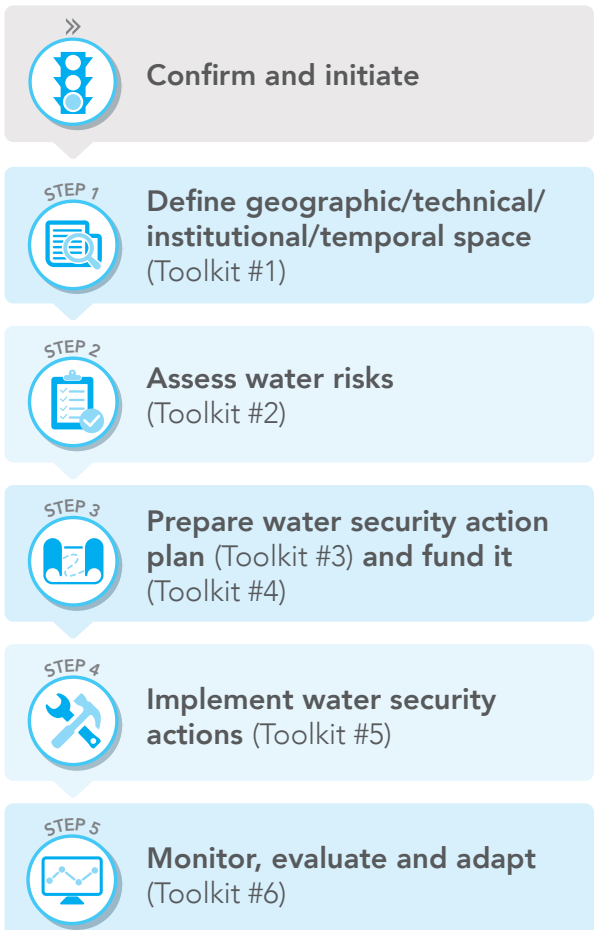 Confirm and initiate
STEP 1
Define geographic/technical/
institutional/temporal space
(Toolkit #1)
STEP 2
Assess water risks
(Toolkit #2)
STEP 3
Prepare water security action
plan (Toolkit #3) and fund it
(Toolkit #4)
STEP 4
Implement water security
actions (Toolkit #5)
STEP 5
Monitor, evaluate and adapt
(Toolkit #6)